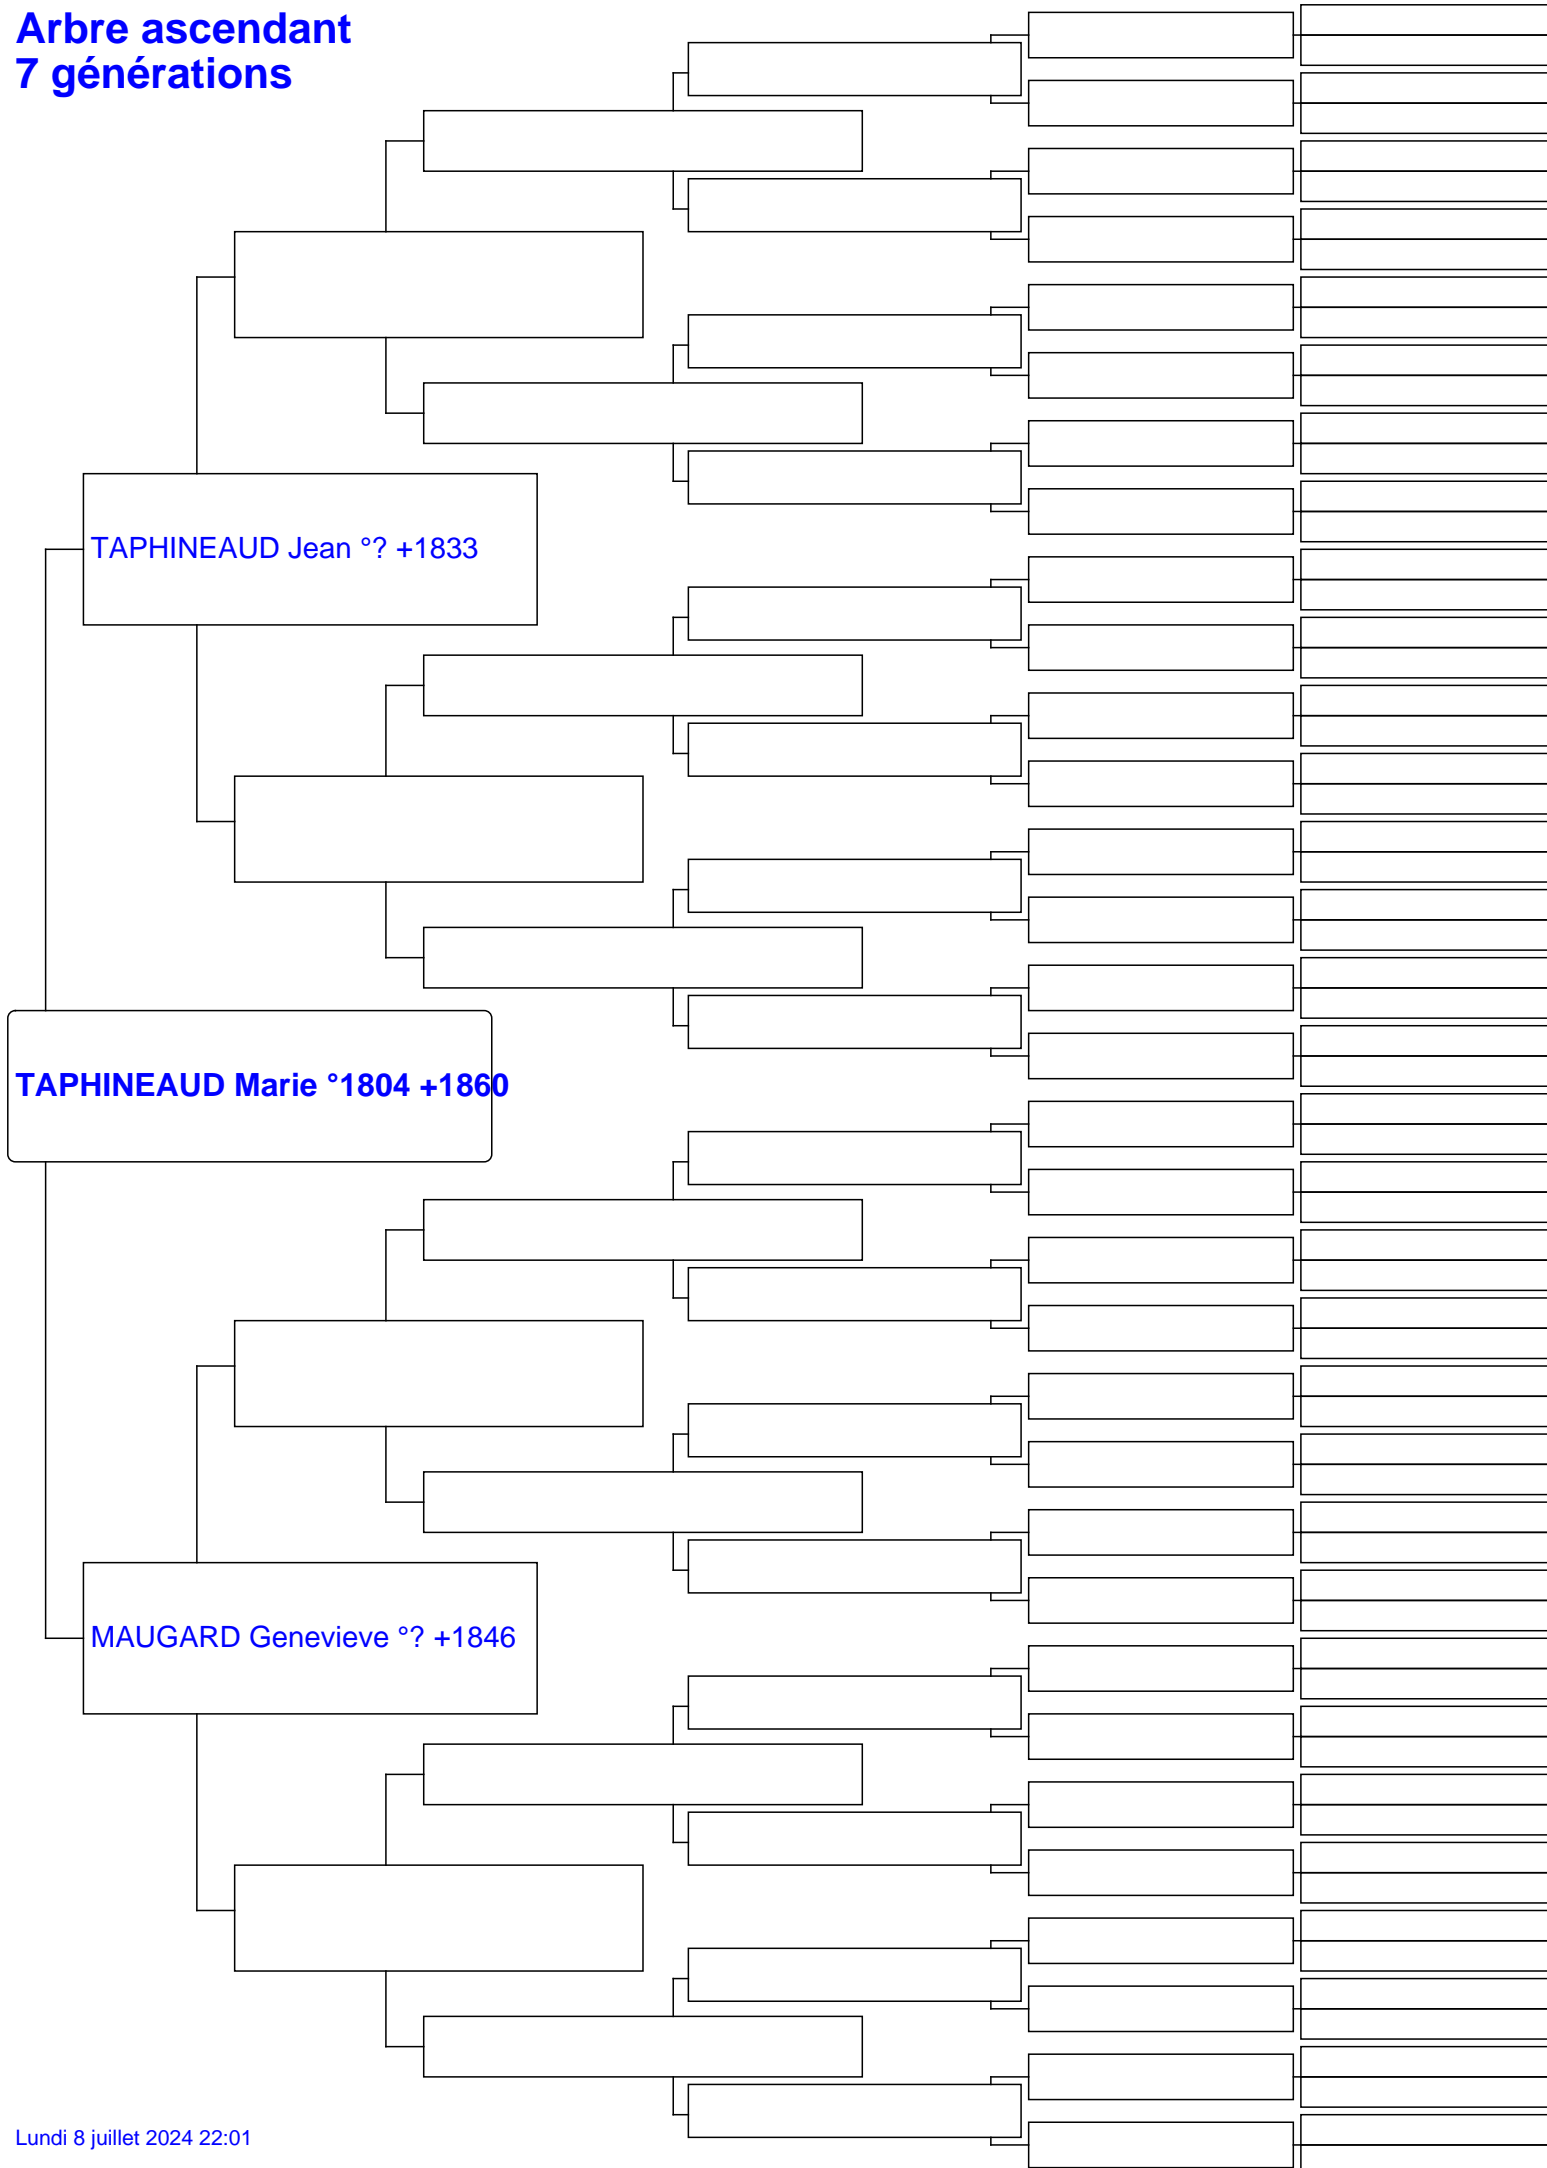 Arbre ascendant
7 générations
TAPHINEAUD Jean °? +1833
TAPHINEAUD Marie °1804 +1860
MAUGARD Genevieve °? +1846
Lundi 8 juillet 2024 22:01